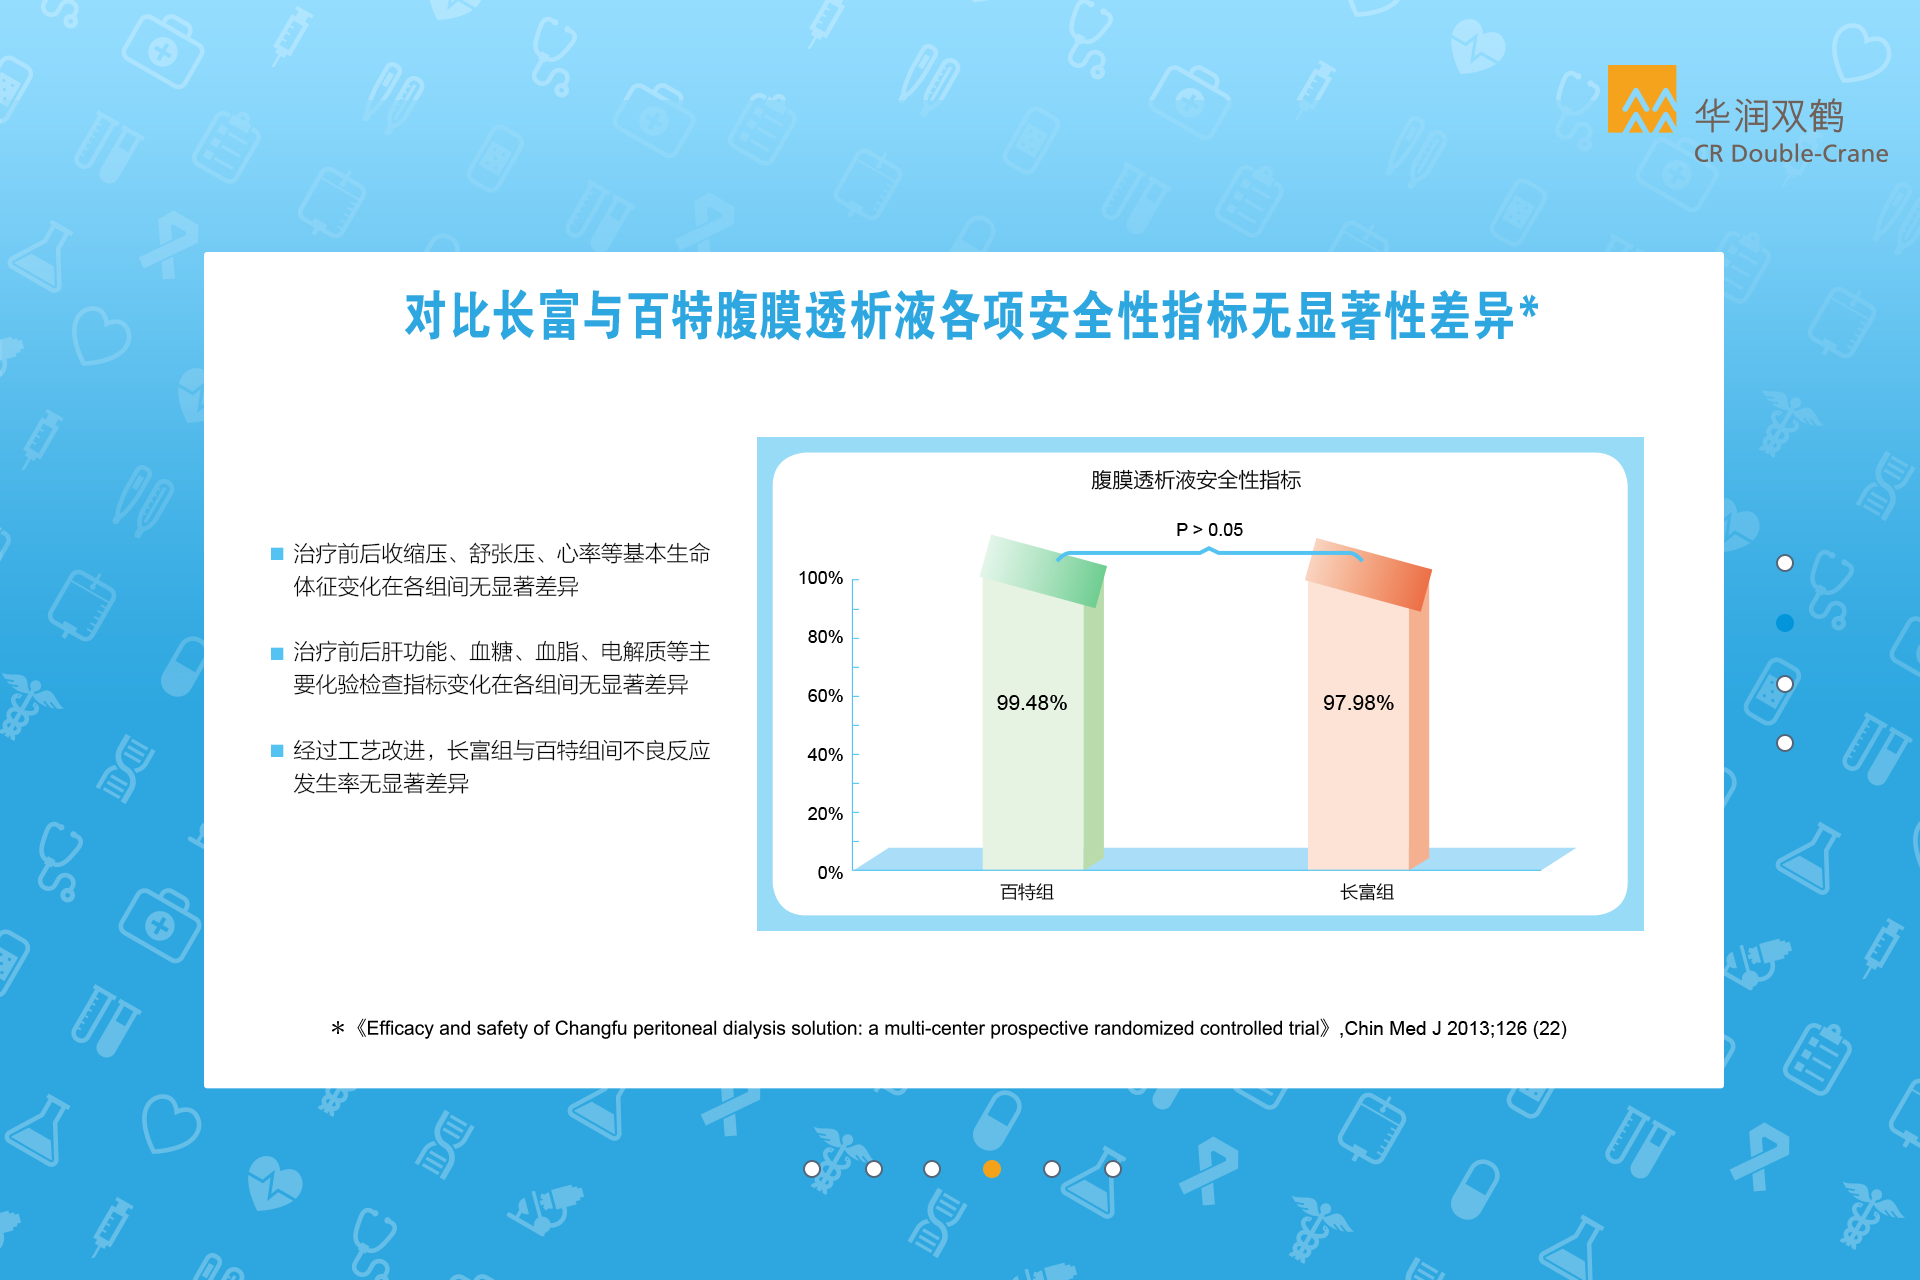 华润双鹤
CR Double-Crane
对比长富与百特腹膜透析液各项安全性指标无显著性差异*
治疗前后收缩压、舒张压、心率等基本生命
体征变化在各组间无显著差异
治疗前后肝功能、血糖、血脂、电解质等主
要化验检查指标变化在各组间无显著差异
经过工艺改进，长富组与百特组间不良反应
发生率无显著差异
腹膜透析液安全性指标
P > 0.05
100%
80%
60%
40%
20%
0%
99.48%
97.98%
百特组
长富组
＊《Efficacy and safety of Changfu peritoneal dialysis solution: a multi-center prospective randomized controlled trial》,Chin Med J 2013;126 (22)